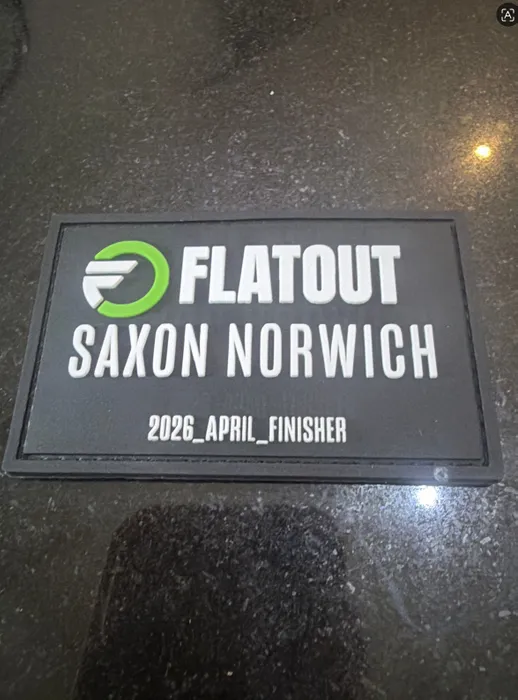 FLATOUT
SAXON NORWICH
2026_APRIL_FINISHER